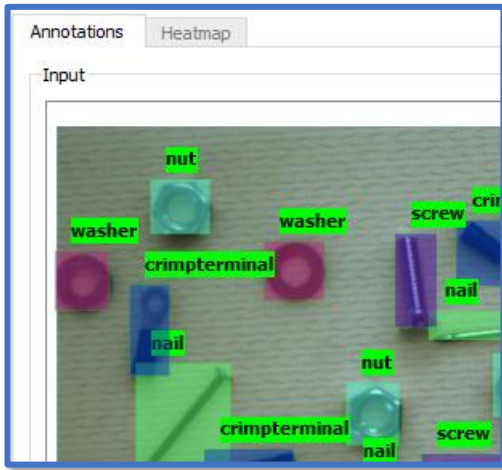 Annotations
Heatmap
Input
nut
washer
washer
screw
crimpterminal
nail
nail
nut
crimpterminal
nail
screw